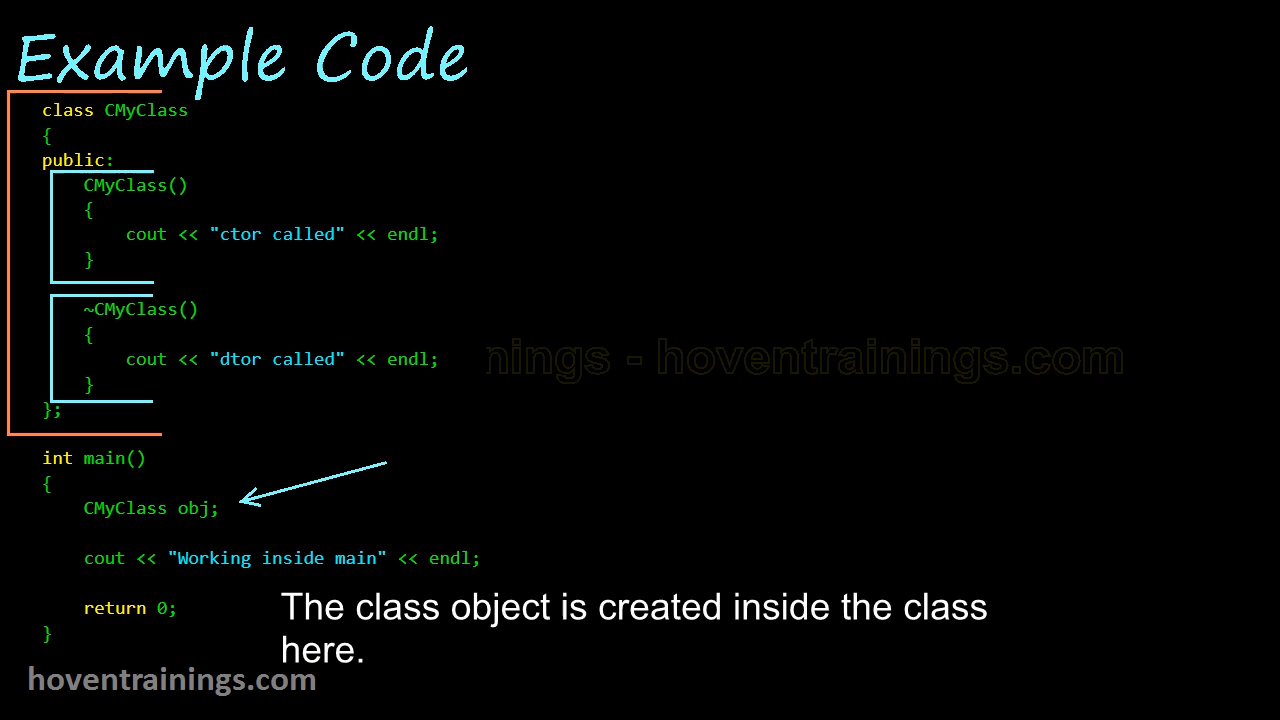 Example Code
class CMyClass
{
public:
CMyClass()
{
cout << "ctor called" << endl;
}
~CMyClass()
{
cout << "dtor called" << endl;
}
};
nings - hoventrainings.com
int main()
{
CMyClass obj;
cout << "Working inside main" << endl;
return 0;
}
The class object is created inside the class
here.
hoventrainings.com